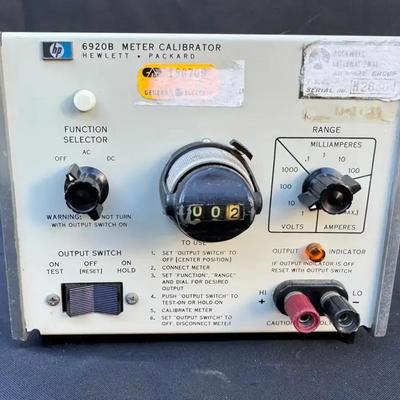 hp 6920B METER CALIBRATOR
HEWLETT • PACKARD
GENERAL ELECTRIC
SERIAL NO.
FUNCTION
SELECTOR
AC
OFF DC
WARNING: DO NOT TURN
WITH OUTPUT SWITCH ON
OUTPUT SWITCH
ON OFF ON
TEST [RESET] HOLD
0 0 2
TO USE
1. SET "OUTPUT SWITCH" TO
OFF [CENTER POSITION]
2. CONNECT METER
3. SET "FUNCTION", "RANGE"
AND DIAL FOR DESIRED
OUTPUT
4. PUSH "OUTPUT SWITCH" TO
TEST-ON OR HOLD-ON
5. CALIBRATE METER
6. SET "OUTPUT SWITCH" TO
OFF. DISCONNECT METER
RANGE
MILLIAMPERES
.1 1
1000 10
100 100
10
1
VOLTS AMPERES
OUTPUT INDICATOR
IF OUTPUT INDICATOR IS OFF
RESET WITH OUTPUT SWITCH
HI LO
+ -
CAUTION